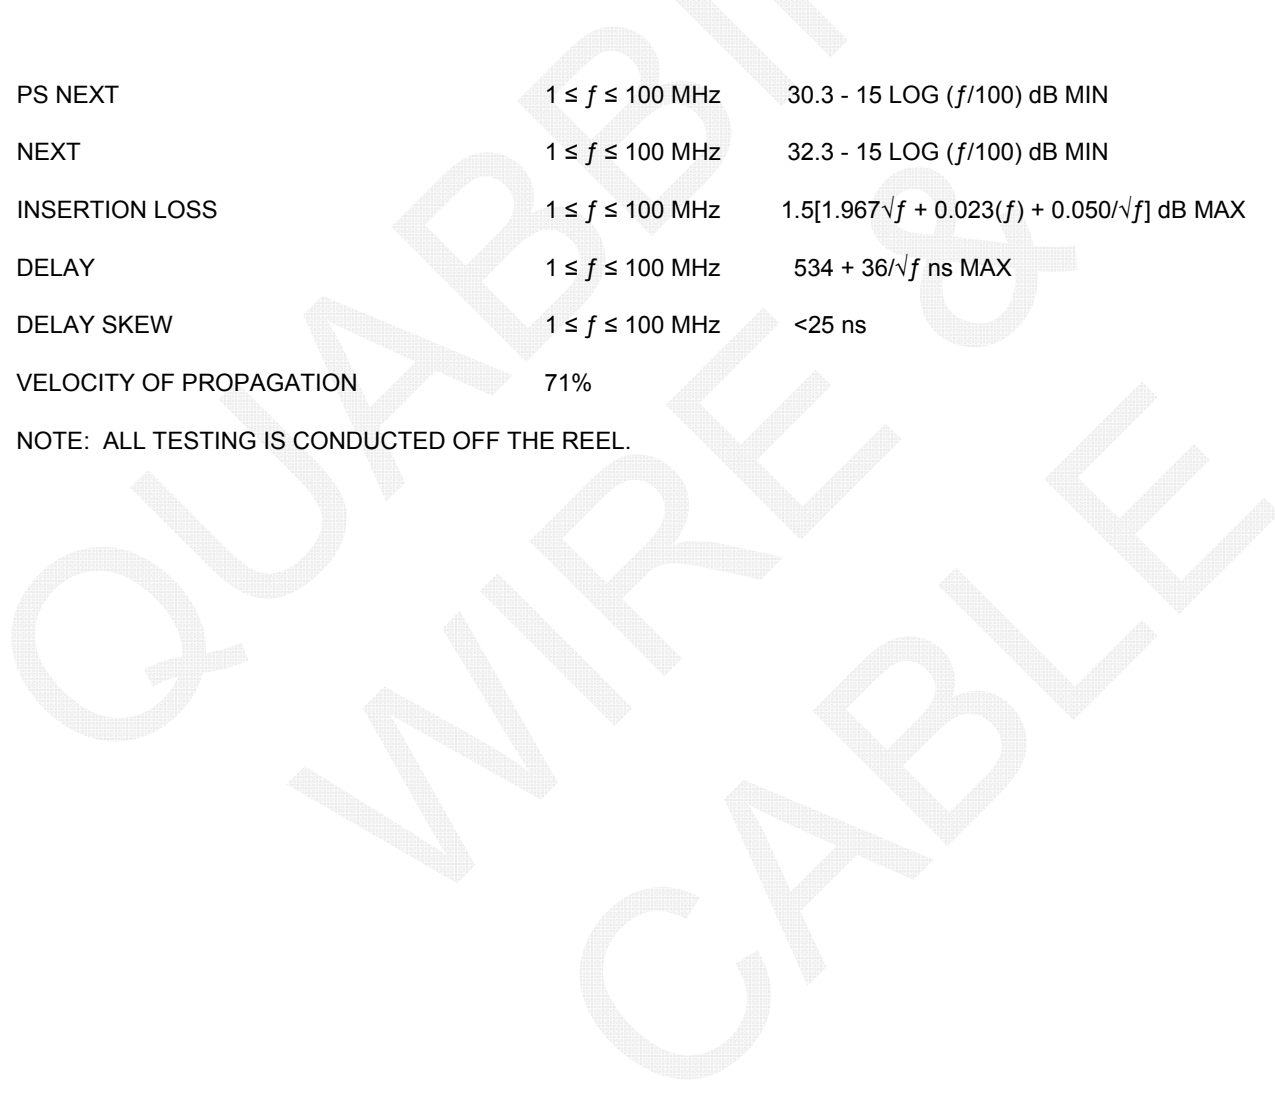 PS NEXT 1 ≤ ƒ ≤ 100 MHz 30.3 - 15 LOG (ƒ/100) dB MIN
NEXT 1 ≤ ƒ ≤ 100 MHz 32.3 - 15 LOG (ƒ/100) dB MIN
INSERTION LOSS 1 ≤ ƒ ≤ 100 MHz 1.5[1.967√ƒ + 0.023(ƒ) + 0.050/√ƒ] dB MAX
DELAY 1 ≤ ƒ ≤ 100 MHz 534 + 36/√ƒ ns MAX
DELAY SKEW 1 ≤ ƒ ≤ 100 MHz <25 ns
VELOCITY OF PROPAGATION 71%
NOTE: ALL TESTING IS CONDUCTED OFF THE REEL.
QUABBI
WIRE &
CABLE